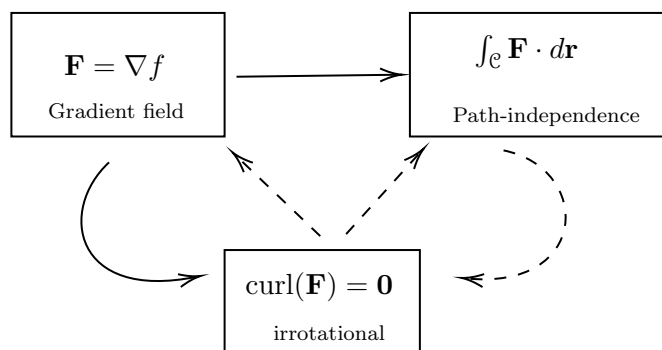 𝐅 = ∇f
Gradient field
∫_𝒞 𝐅 · d𝐫
Path-independence
curl(𝐅) = 𝟎
irrotational